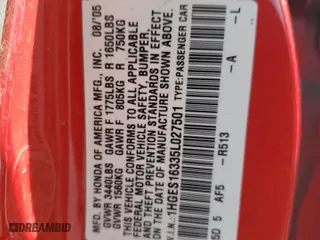 MFD. BY HONDA OF AMERICA MFG., INC. 08/'05
GVWR 3440LBS GAWR F 1775LBS R 1650LBS
GVWR 1560KG GAWR F 805KG R 750KG
THIS VEHICLE CONFORMS TO ALL APPLICABLE
FEDERAL MOTOR VEHICLE SAFETY, BUMPER,
AND THEFT PREVENTION STANDARDS IN EFFECT ON THE DATE OF
MANUFACTURE SHOWN ABOVE.
V.I.N.: 1HGES16335L027501 TYPE:PASSENGER CAR
5D 5 AF5 -R513 -A -L
DREAMBID